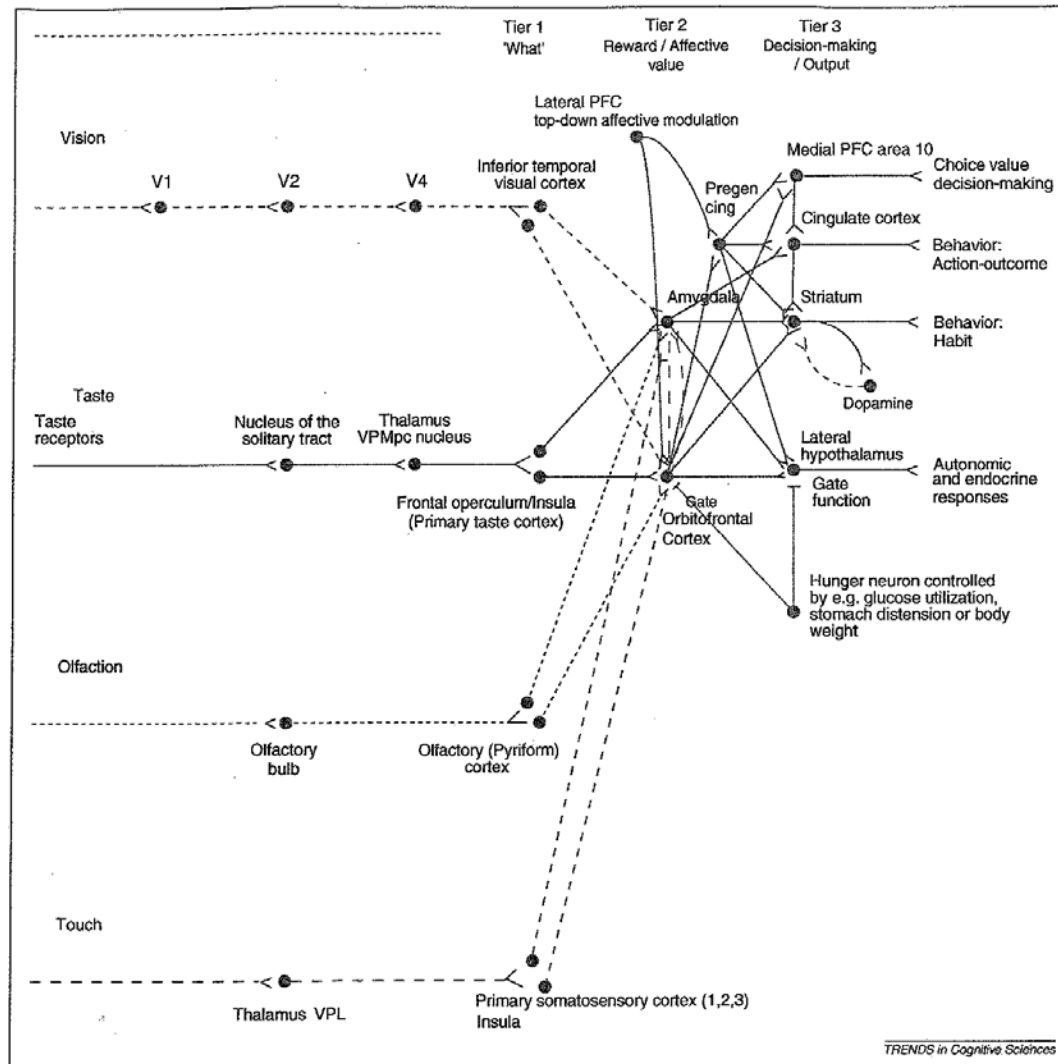 Tier 1
'What'
Tier 2
Reward / Affective
value
Tier 3
Decision-making
/ Output
Lateral PFC
top-down affective modulation
Vision
V1
V2
V4
Inferior temporal
visual cortex
Pregen
cing
Medial PFC area 10
Choice value
decision-making
Cingulate cortex
Behavior:
Action-outcome
Amygdala
Striatum
Behavior:
Habit
Dopamine
Taste
Taste
receptors
Nucleus of the
solitary tract
Thalamus
VPMpc nucleus
Frontal operculum/Insula
(Primary taste cortex)
Gate
Orbitofrontal
Cortex
Lateral
hypothalamus
Gate
function
Autonomic
and endocrine
responses
Hunger neuron controlled
by e.g. glucose utilization,
stomach distension or body
weight
Olfaction
Olfactory
bulb
Olfactory (Pyriform)
cortex
Touch
Thalamus VPL
Primary somatosensory cortex (1,2,3)
Insula
TRENDS in Cognitive Sciences